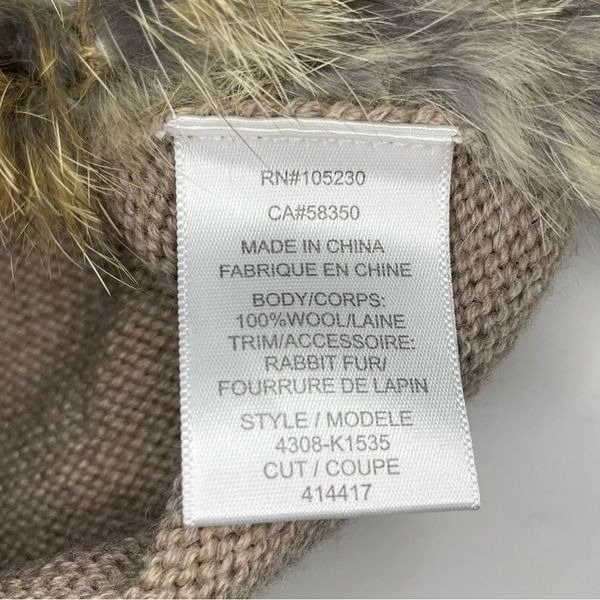 RN#105230
CA#58350
MADE IN CHINA
FABRIQUE EN CHINE
BODY/CORPS:
100%WOOL/LAINE
TRIM/ACCESSOIRE:
RABBIT FUR/
FOURRURE DE LAPIN
STYLE / MODELE
4308-K1535
CUT / COUPE
414417